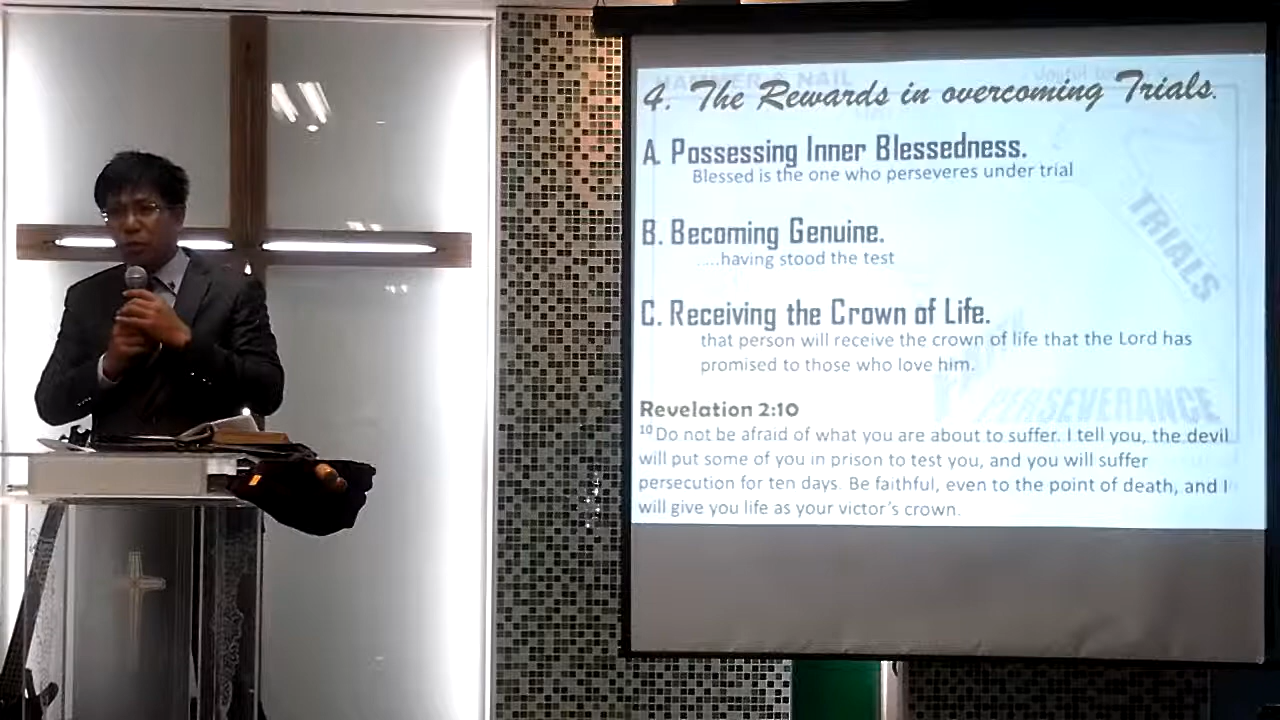 HAMMER & NAIL
4. The Rewards in overcoming Trials.
A. Possessing Inner Blessedness.
Blessed is the one who perseveres under trial
TRIALS
B. Becoming Genuine.
....having stood the test
C. Receiving the Crown of Life.
that person will receive the crown of life that the Lord has
promised to those who love him.
PERSEVERANCE
Revelation 2:10
10 Do not be afraid of what you are about to suffer. I tell you, the devil
will put some of you in prison to test you, and you will suffer
persecution for ten days. Be faithful, even to the point of death, and I
will give you life as your victor's crown.